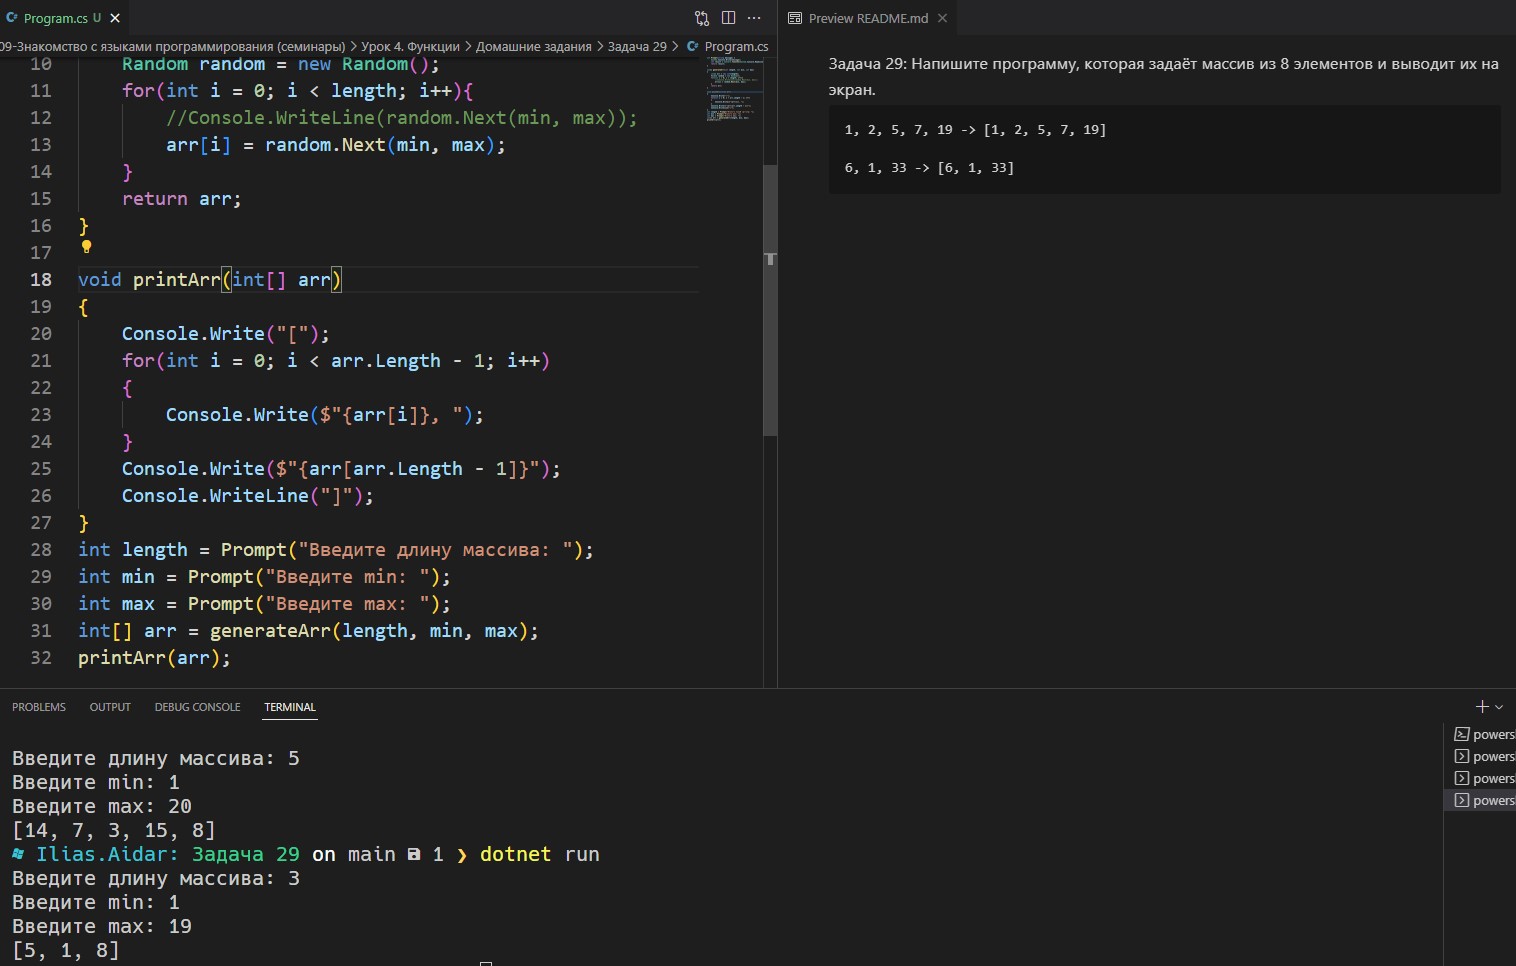 Program.cs U
Preview README.md
09-Знакомство с языками программирования (семинары) > Урок 4. Функции > Домашние задания > Задача 29 > Program.cs
10 Random random = new Random();
11 for(int i = 0; i < length; i++){
12 //Console.WriteLine(random.Next(min, max));
13 arr[i] = random.Next(min, max);
14 }
15 return arr;
16 }
17
18 void printArr(int[] arr)
19 {
20 Console.Write("[");
21 for(int i = 0; i < arr.Length - 1; i++)
22 {
23 Console.Write($"{arr[i]}, ");
24 }
25 Console.Write($"{arr[arr.Length - 1]}");
26 Console.WriteLine("]");
27 }
28 int length = Prompt("Введите длину массива: ");
29 int min = Prompt("Введите min: ");
30 int max = Prompt("Введите max: ");
31 int[] arr = generateArr(length, min, max);
32 printArr(arr);
Задача 29: Напишите программу, которая задаёт массив из 8 элементов и выводит их на
экран.
1, 2, 5, 7, 19 -> [1, 2, 5, 7, 19]
6, 1, 33 -> [6, 1, 33]
PROBLEMS OUTPUT DEBUG CONSOLE TERMINAL
Введите длину массива: 5
Введите min: 1
Введите max: 20
[14, 7, 3, 15, 8]
Ilias.Aidar: Задача 29 on main 1 ❯ dotnet run
Введите длину массива: 3
Введите min: 1
Введите max: 19
[5, 1, 8]
powers
powers
powers
powers